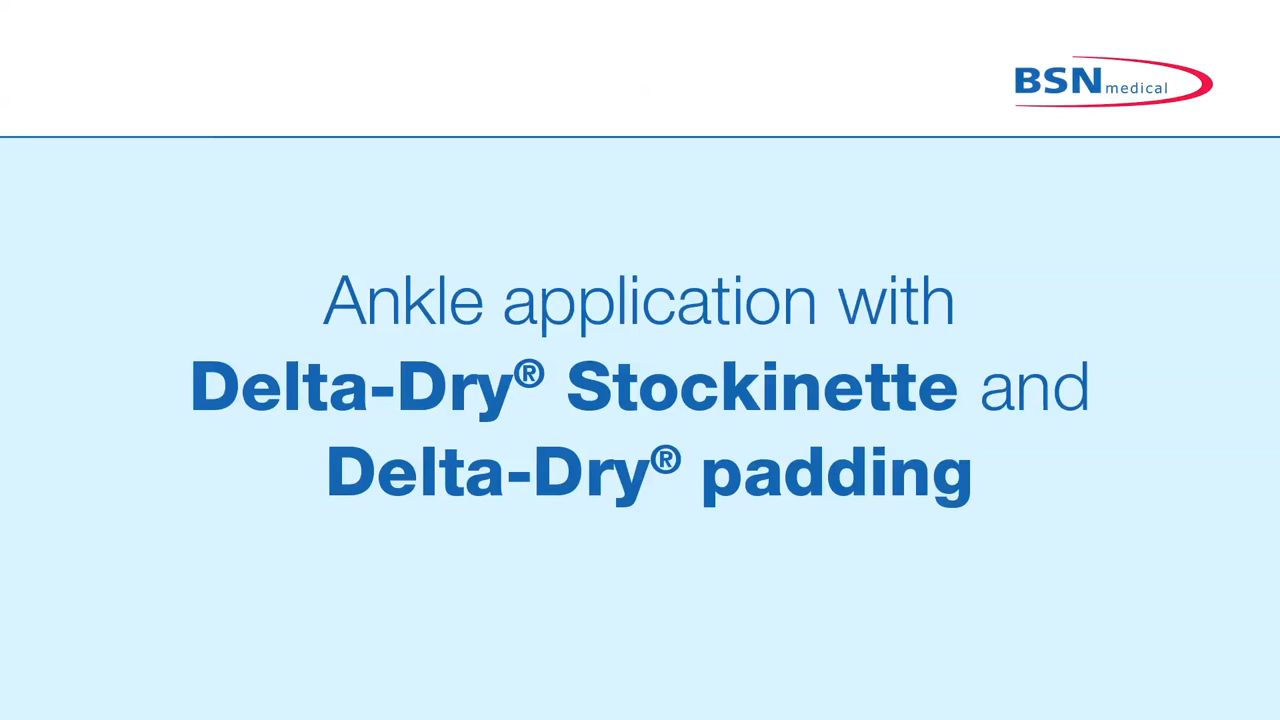 BSN medical
Ankle application with
Delta-Dry® Stockinette and
Delta-Dry® padding